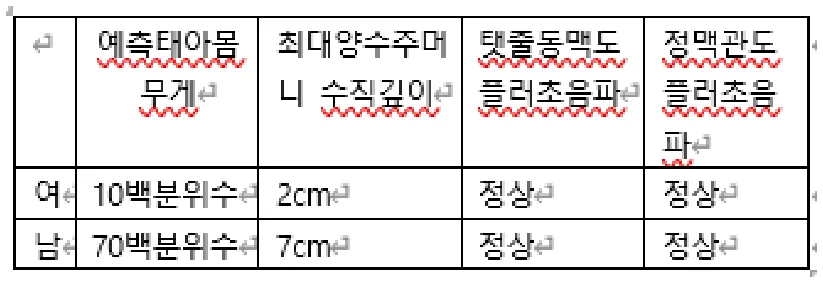 예측태아몸무게 최대양수주머니 수직깊이 탯줄동맥도플러초음파 정맥관도플러초음파
여 10백분위수 2cm 정상 정상
남 70백분위수 7cm 정상 정상